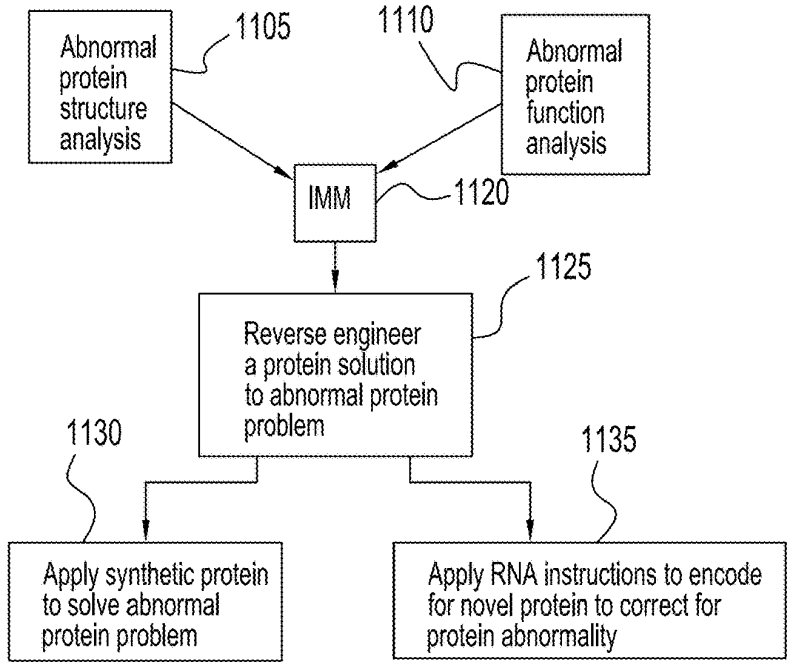 1105
Abnormal
protein
structure
analysis
1110
Abnormal
protein
function
analysis
IMM
1120
1125
Reverse engineer
a protein solution
to abnormal protein
problem
1130
Apply synthetic protein
to solve abnormal
protein problem
1135
Apply RNA instructions to encode
for novel protein to correct for
protein abnormality